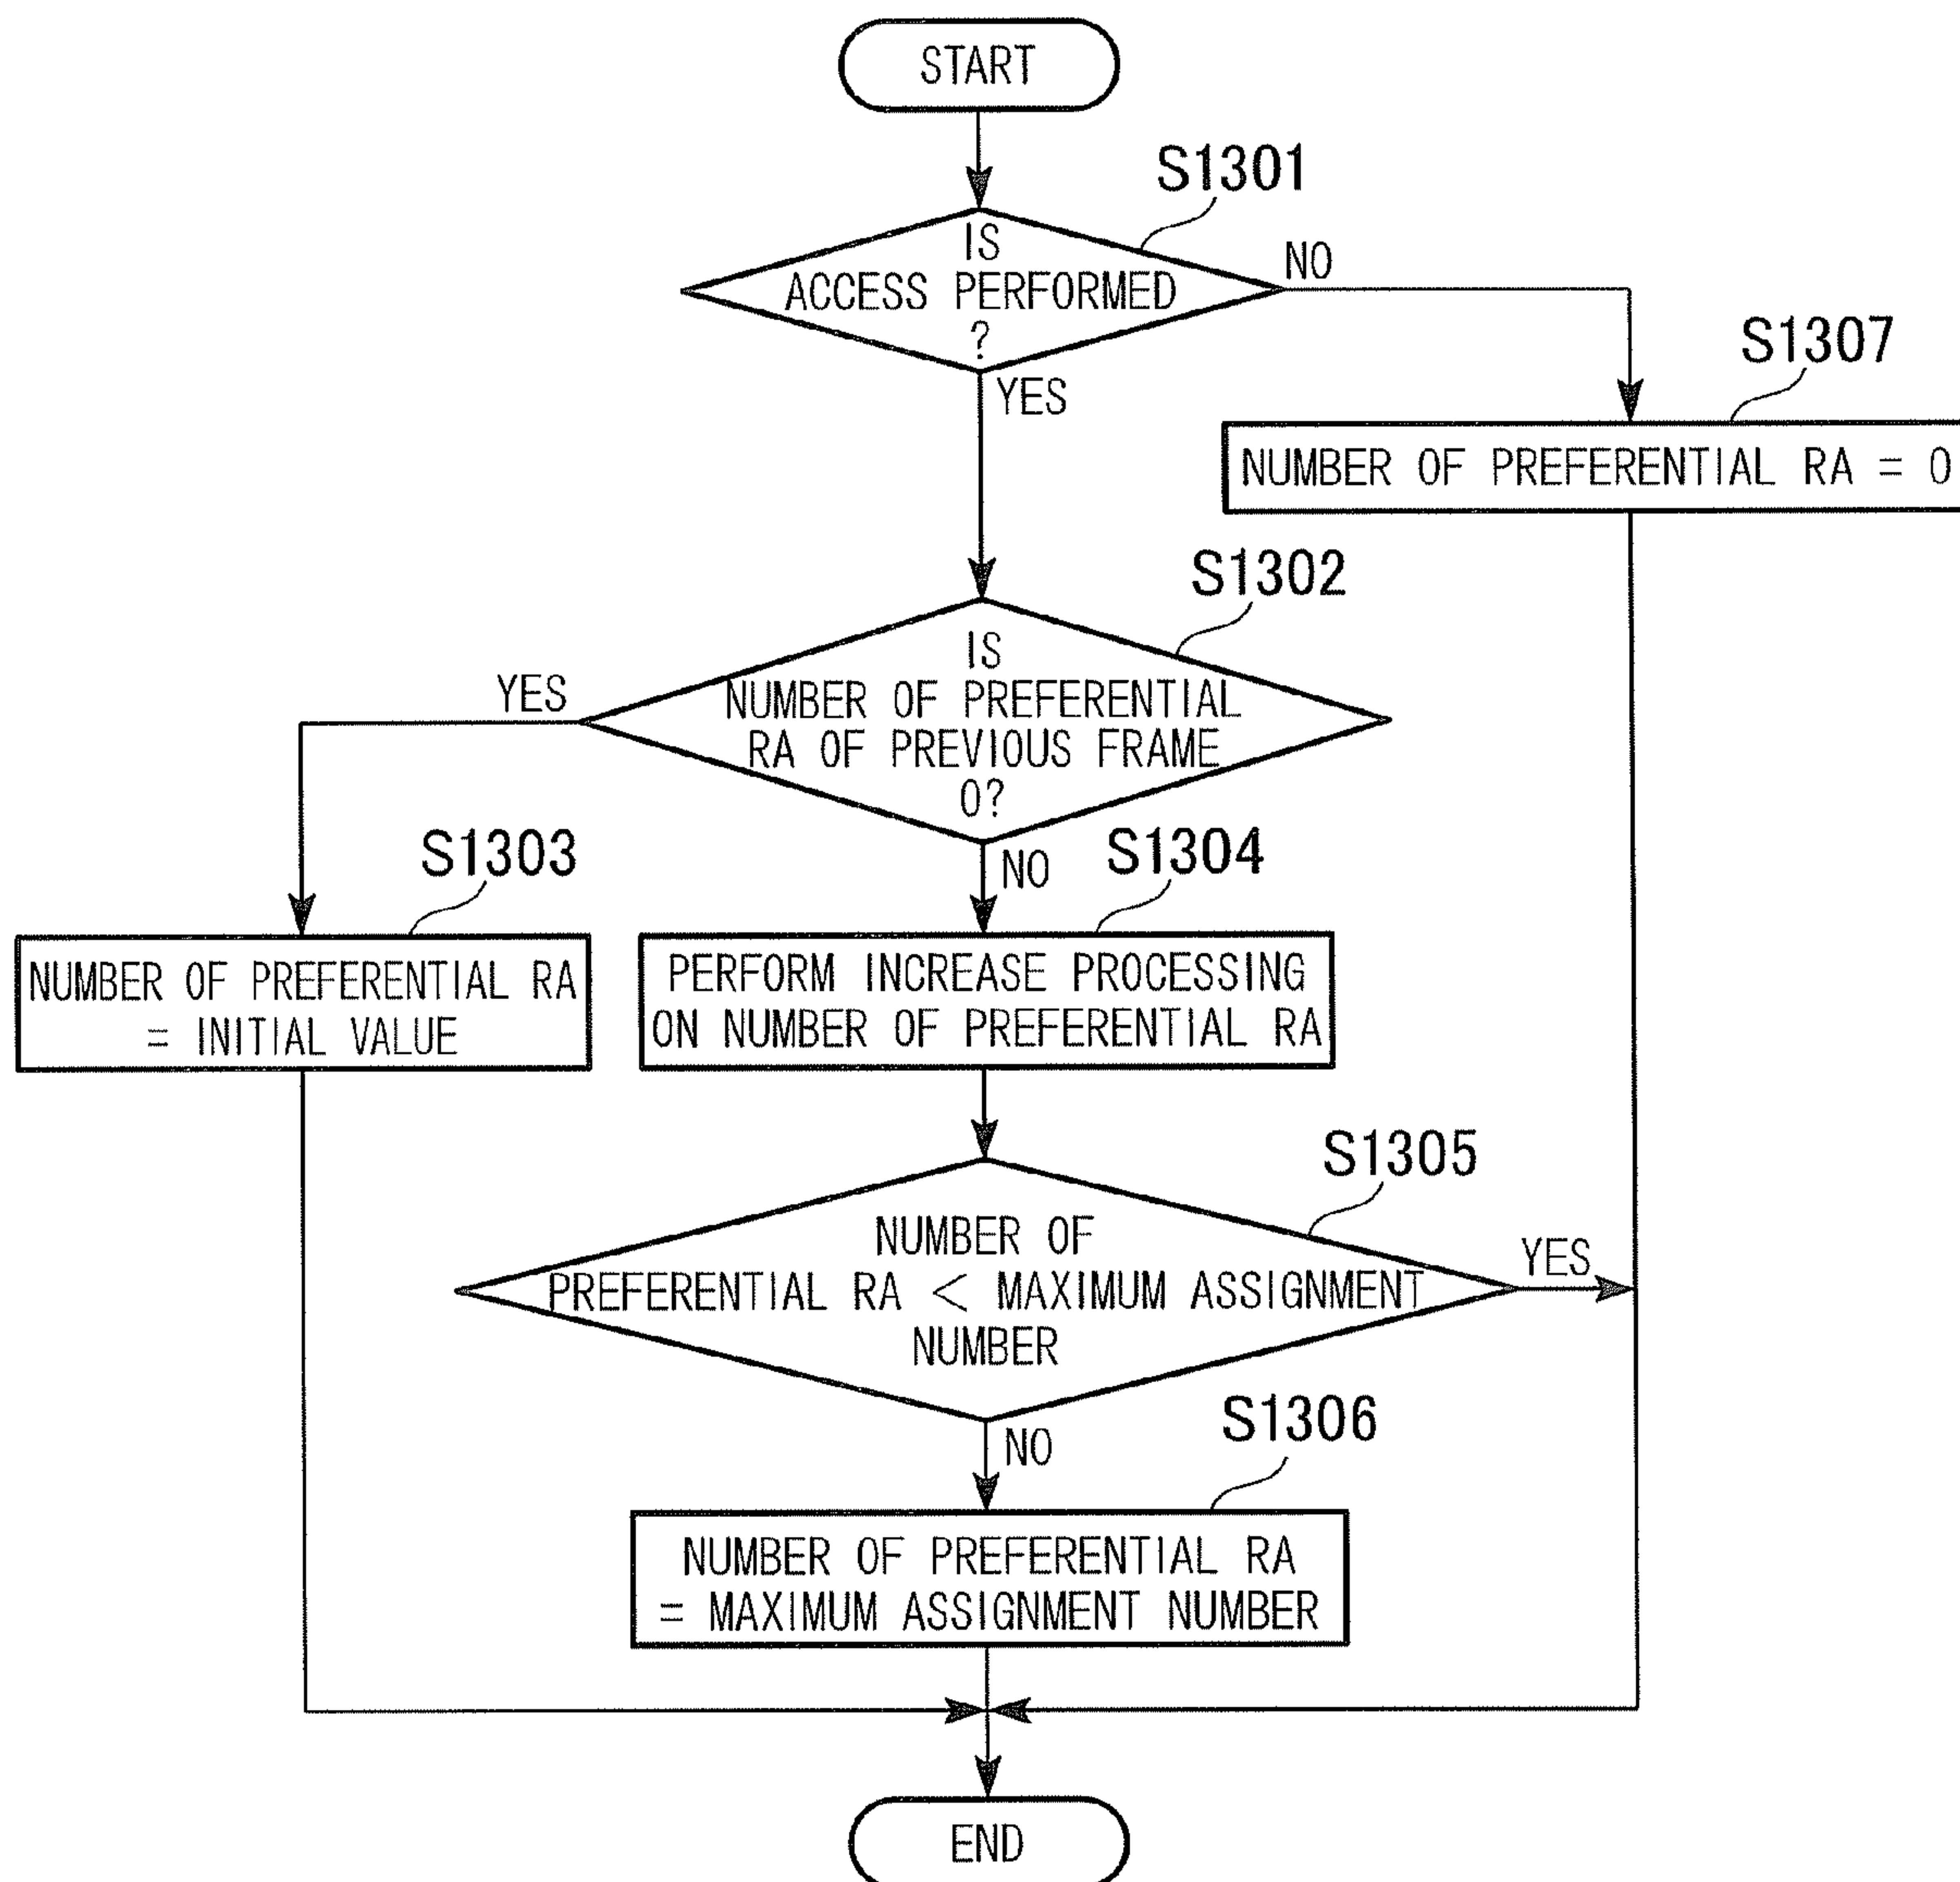 START
S1301
IS
ACCESS PERFORMED
?
NO
YES
S1307
NUMBER OF PREFERENTIAL RA = 0
S1302
IS
NUMBER OF PREFERENTIAL
RA OF PREVIOUS FRAME
0?
YES
NO
S1303
NUMBER OF PREFERENTIAL RA
= INITIAL VALUE
S1304
PERFORM INCREASE PROCESSING
ON NUMBER OF PREFERENTIAL RA
S1305
NUMBER OF
PREFERENTIAL RA < MAXIMUM ASSIGNMENT
NUMBER
YES
NO
S1306
NUMBER OF PREFERENTIAL RA
= MAXIMUM ASSIGNMENT NUMBER
END